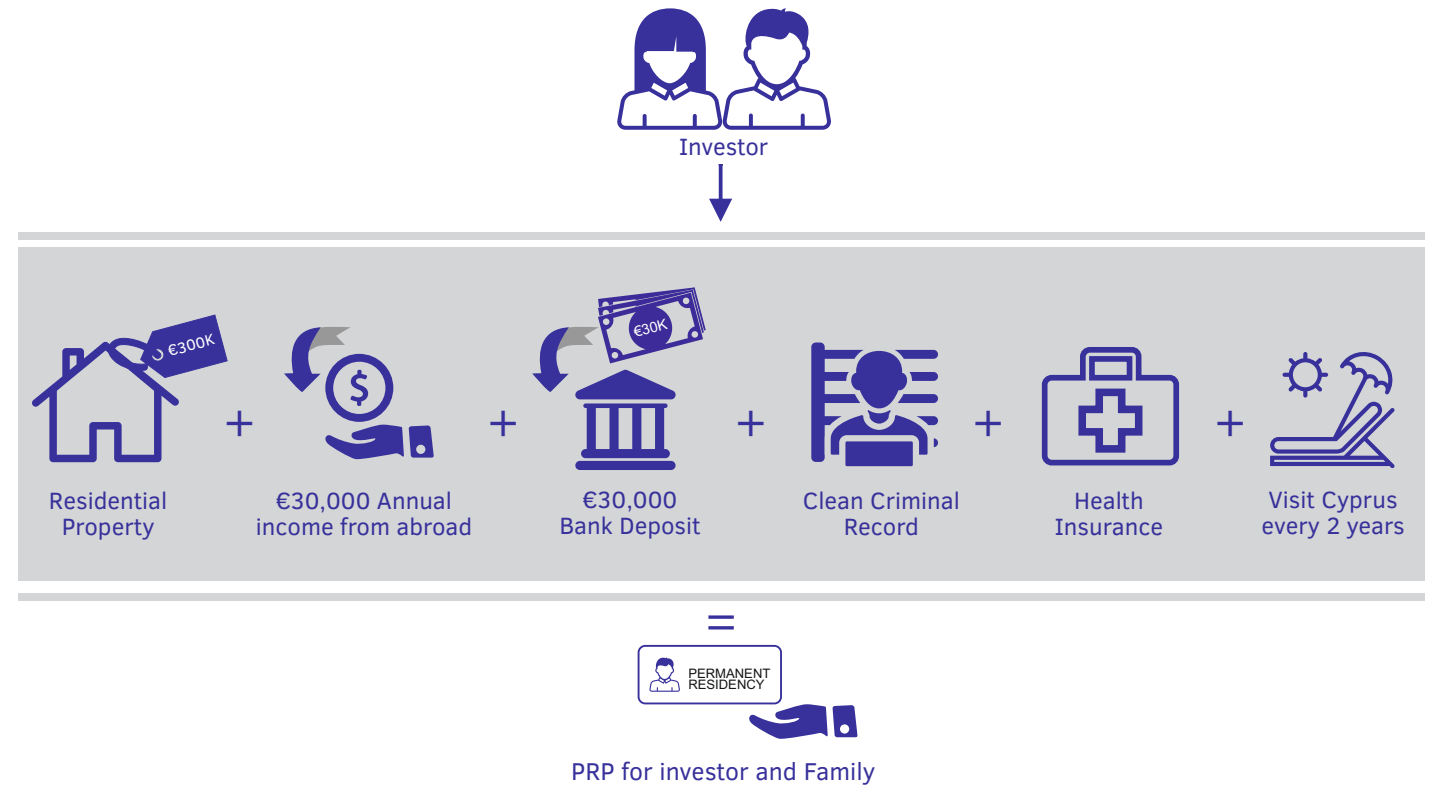 Investor
€300K
$
€30K
+
+
+
+
+
Residential
Property
€30,000 Annual
income from abroad
€30,000
Bank Deposit
Clean Criminal
Record
Health
Insurance
Visit Cyprus
every 2 years
=
PERMANENT
RESIDENCY
PRP for investor and Family